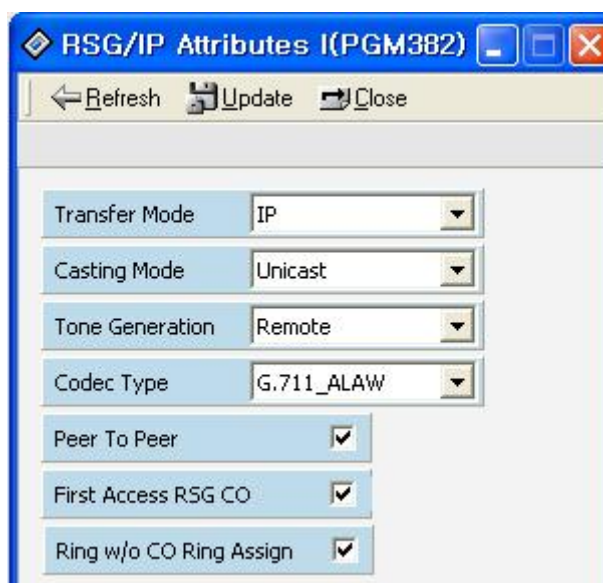 RSG/IP Attributes I(PGM382)
Refresh Update Close
Transfer Mode IP
Casting Mode Unicast
Tone Generation Remote
Codec Type G.711_ALAW
Peer To Peer
First Access RSG CO
Ring w/o CO Ring Assign